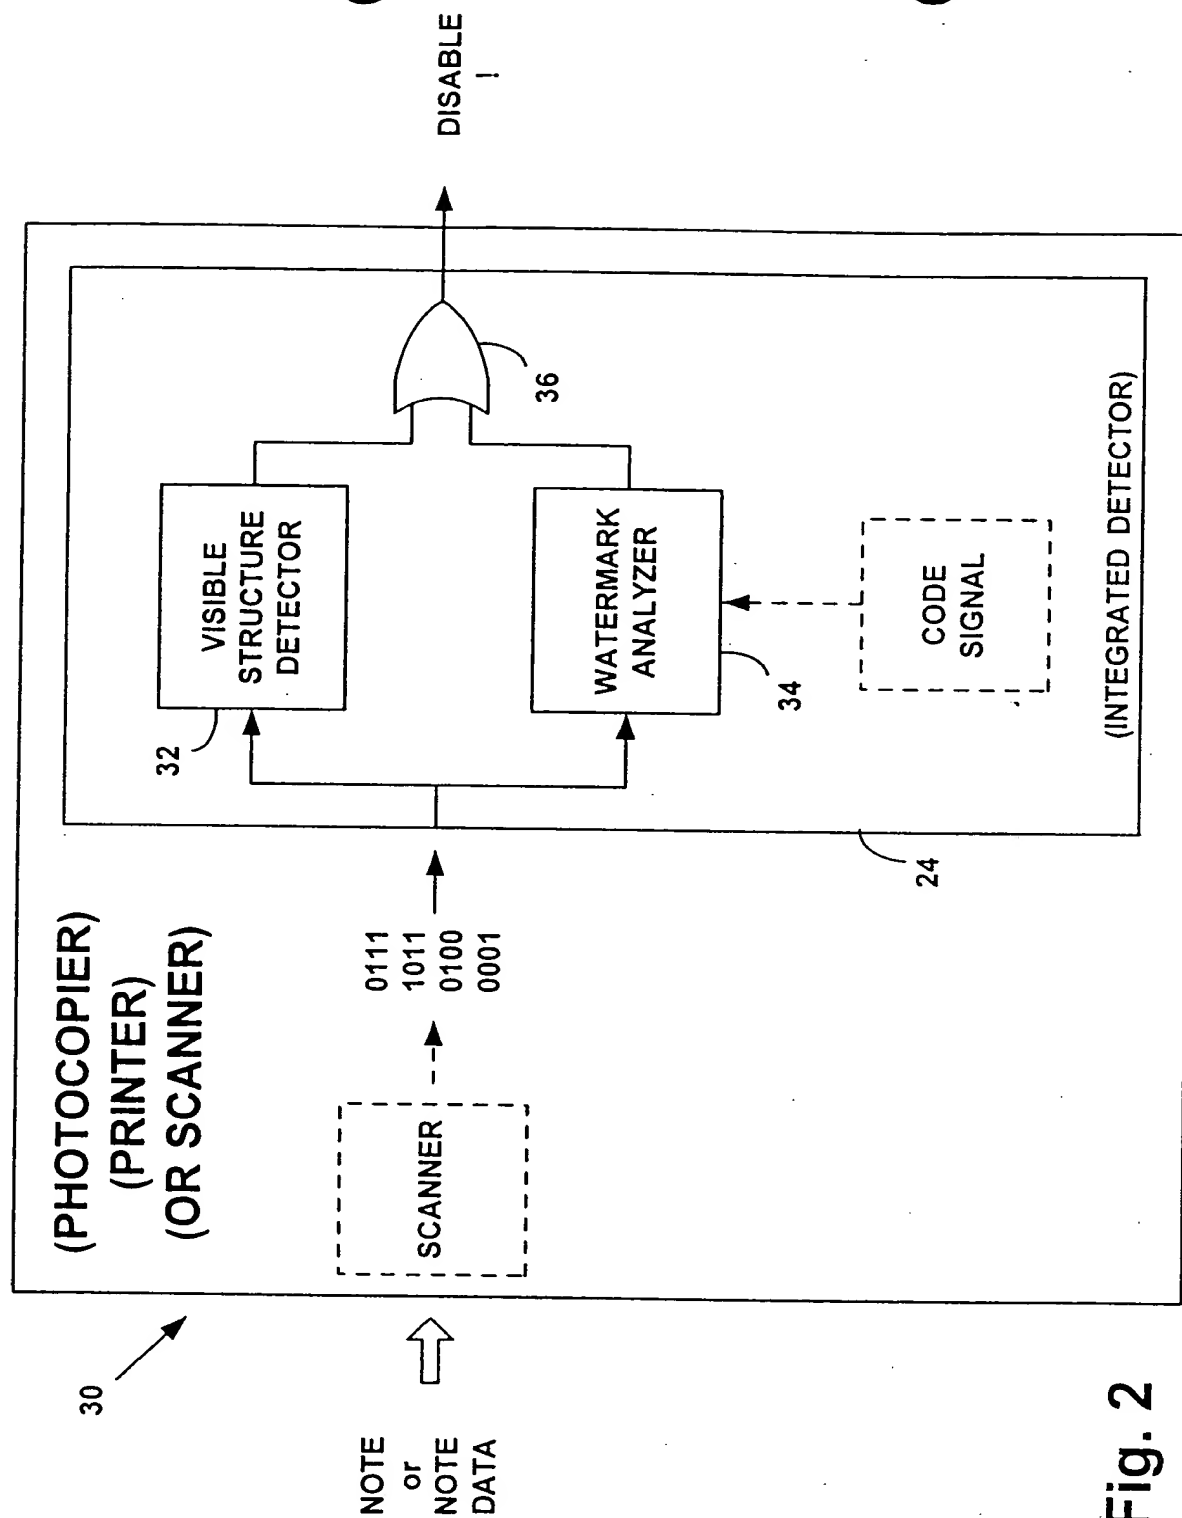 30
(PHOTOCOPIER)
(PRINTER)
(OR SCANNER)
NOTE
or
NOTE
DATA
SCANNER
0111
1011
0100
0001
24
32
VISIBLE
STRUCTURE
DETECTOR
WATERMARK
ANALYZER
34
CODE
SIGNAL
36
(INTEGRATED DETECTOR)
DISABLE
!
Fig. 2